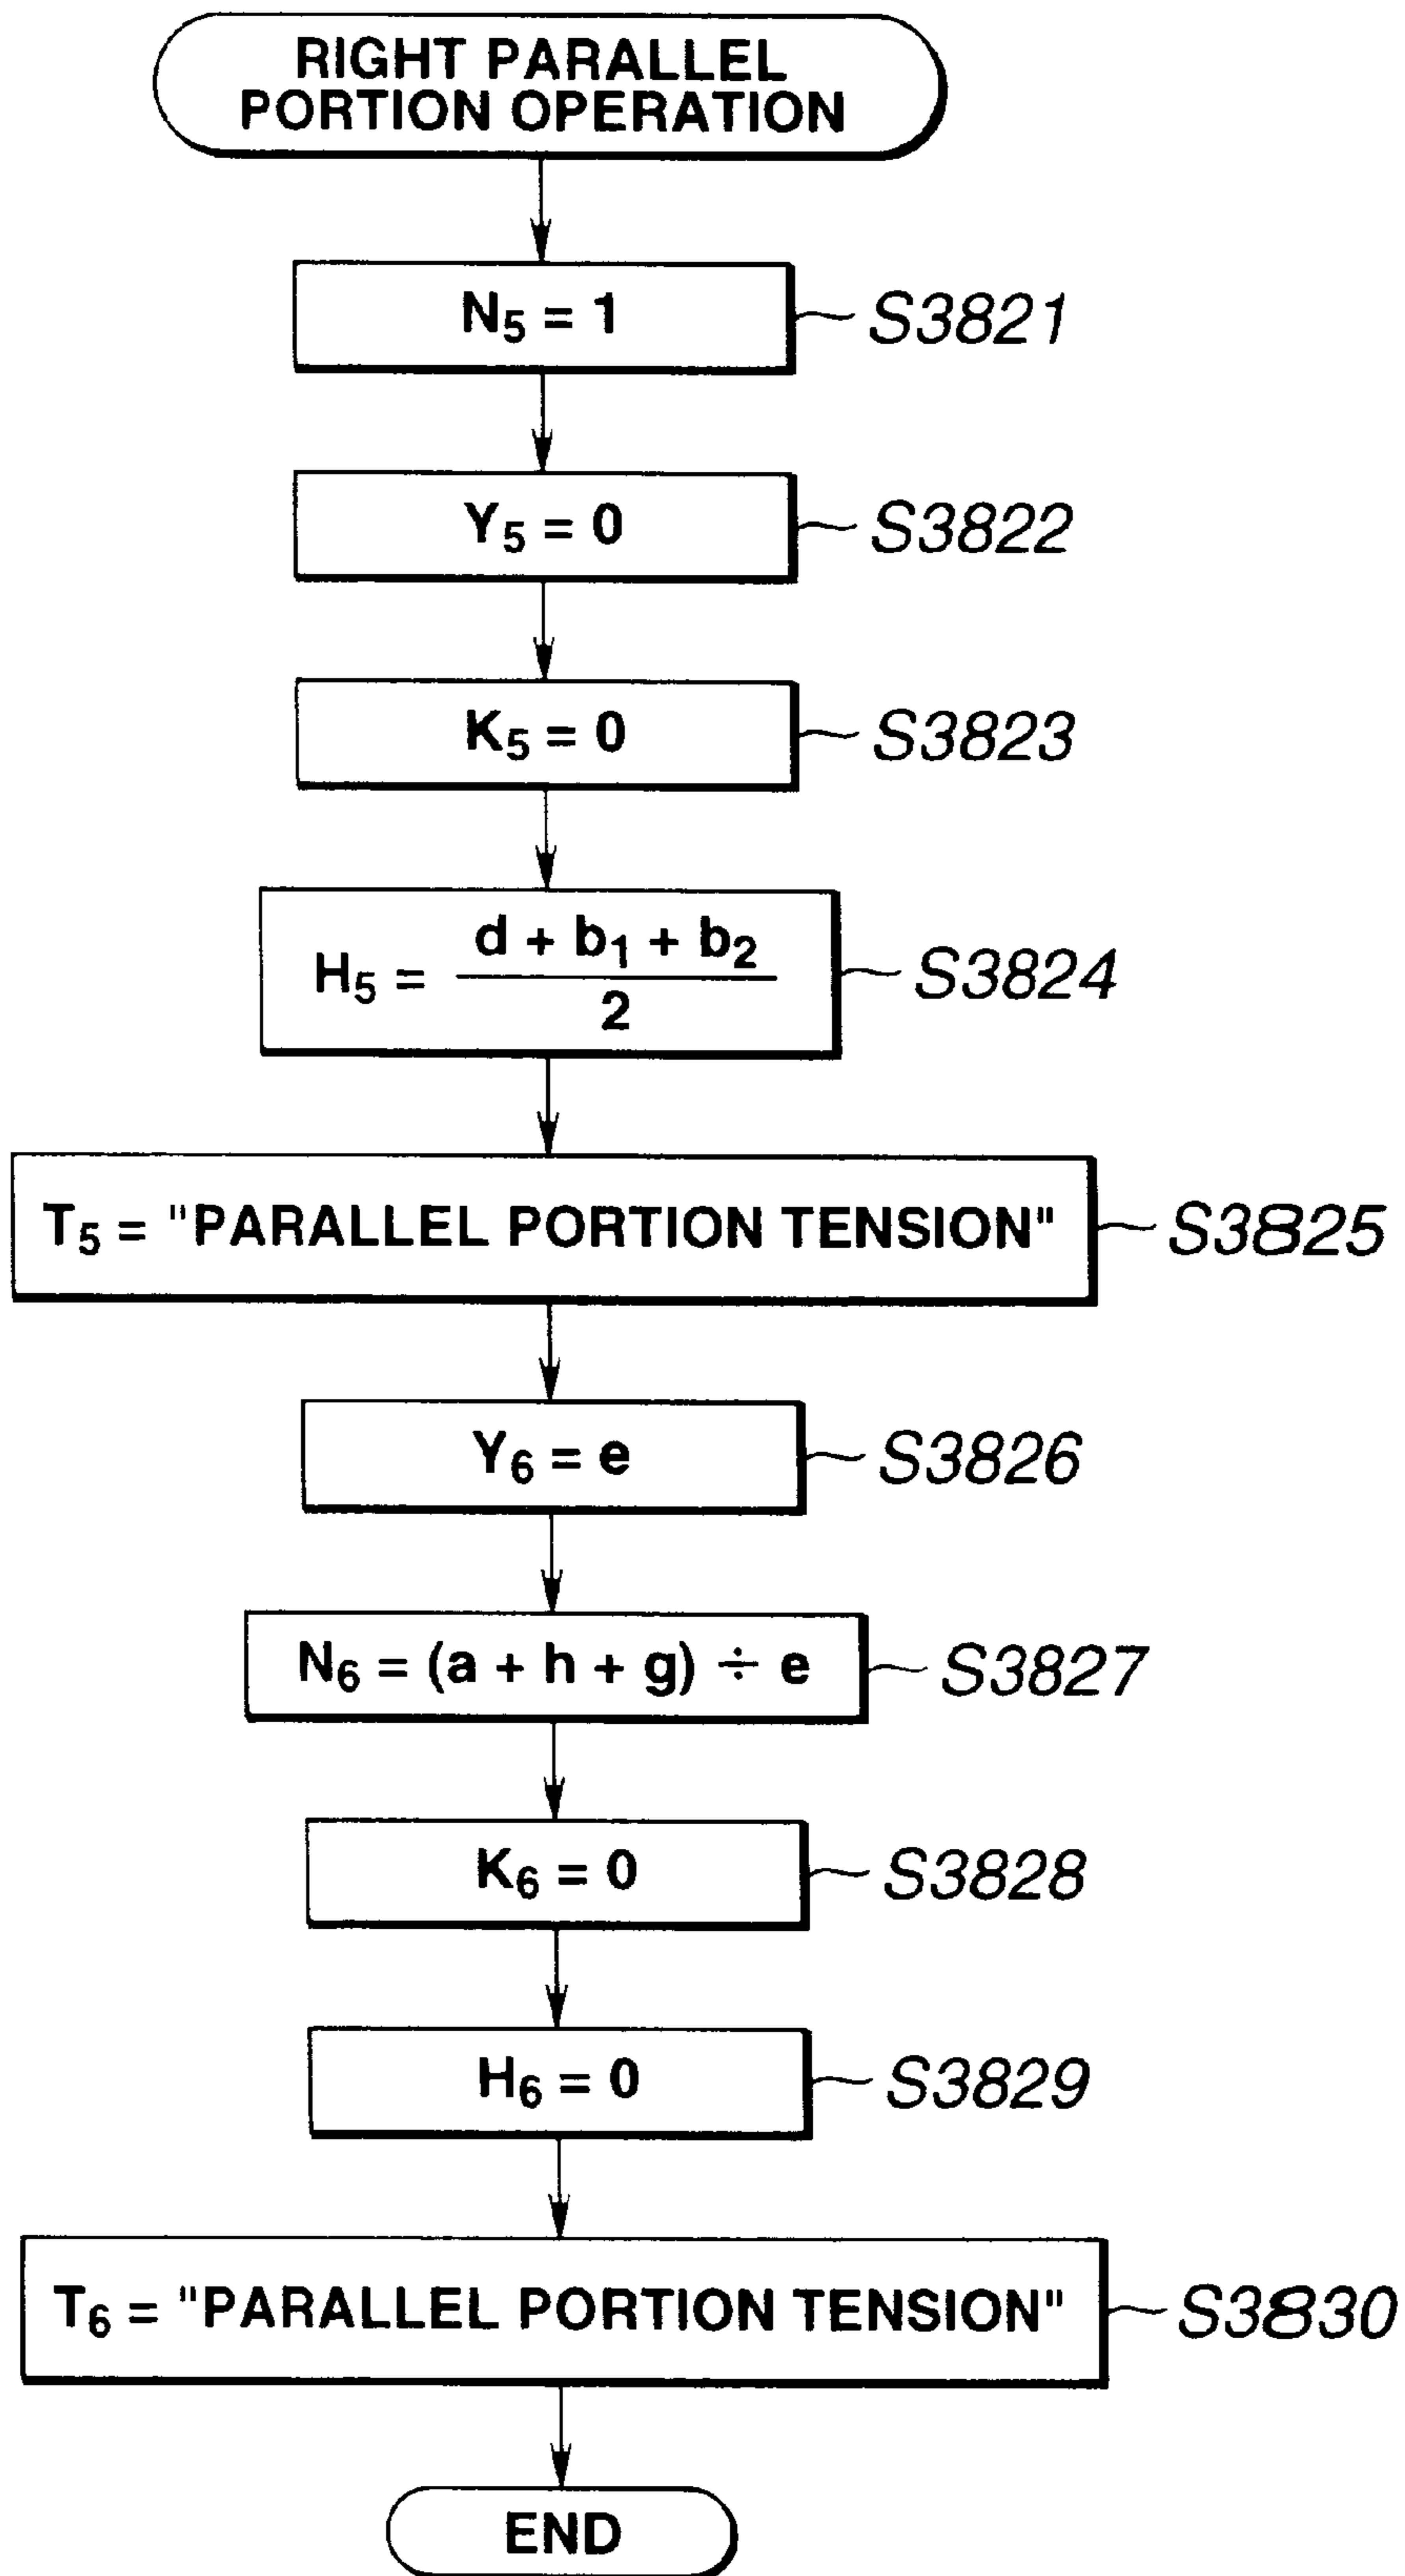 RIGHT PARALLEL
PORTION OPERATION
N5 = 1
S3821
Y5 = 0
S3822
K5 = 0
S3823
H5 = (d + b1 + b2) / 2
S3824
T5 = "PARALLEL PORTION TENSION"
S3825
Y6 = e
S3826
N6 = (a + h + g) ÷ e
S3827
K6 = 0
S3828
H6 = 0
S3829
T6 = "PARALLEL PORTION TENSION"
S3830
END